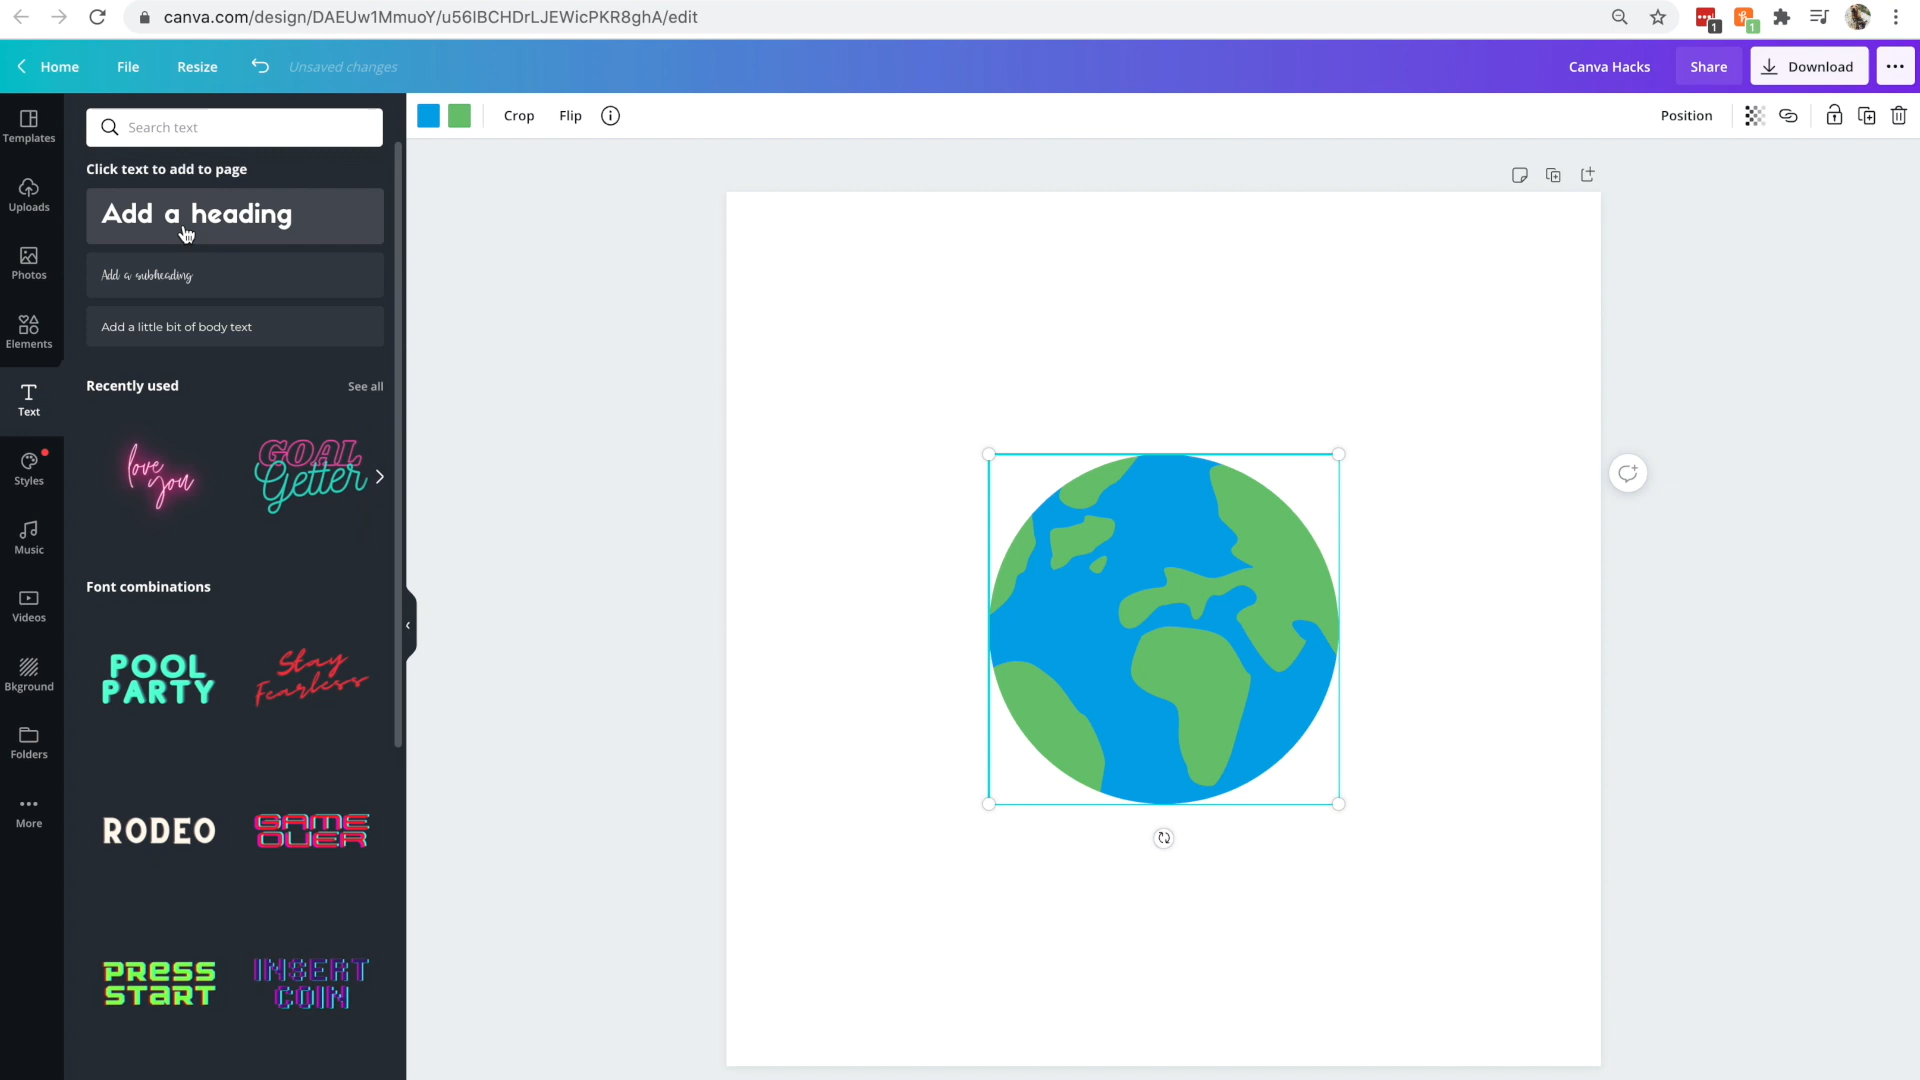 canva.com/design/DAEUw1MmuoY/u56IBCHDrLJEWicPKR8ghA/edit
1
1
Home
File
Resize
Unsaved changes
Canva Hacks
Share
Download
Templates
Uploads
Photos
Elements
Text
Styles
Music
Videos
Bkground
Folders
More
Search text
Click text to add to page
Add a heading
Add a subheading
Add a little bit of body text
Recently used
See all
love
you
GOAL
Getter
Font combinations
POOL
PARTY
Stay
Fearless
RODEO
GAME
OVER
PRESS
START
INSERT
COIN
Crop
Flip
Position